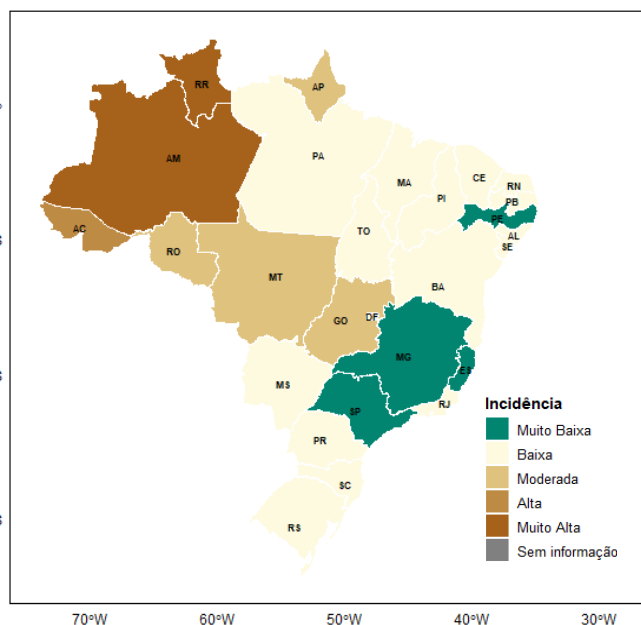 RR
AP
AM
PA
MA
CE
RN
PI
PB
PE
AC
TO
AL
SE
RO
MT
BA
GO
DF
MG
MS
ES
SP
RJ
PR
SC
RS
Incidência
Muito Baixa
Baixa
Moderada
Alta
Muito Alta
Sem informação
70°W 60°W 50°W 40°W 30°W